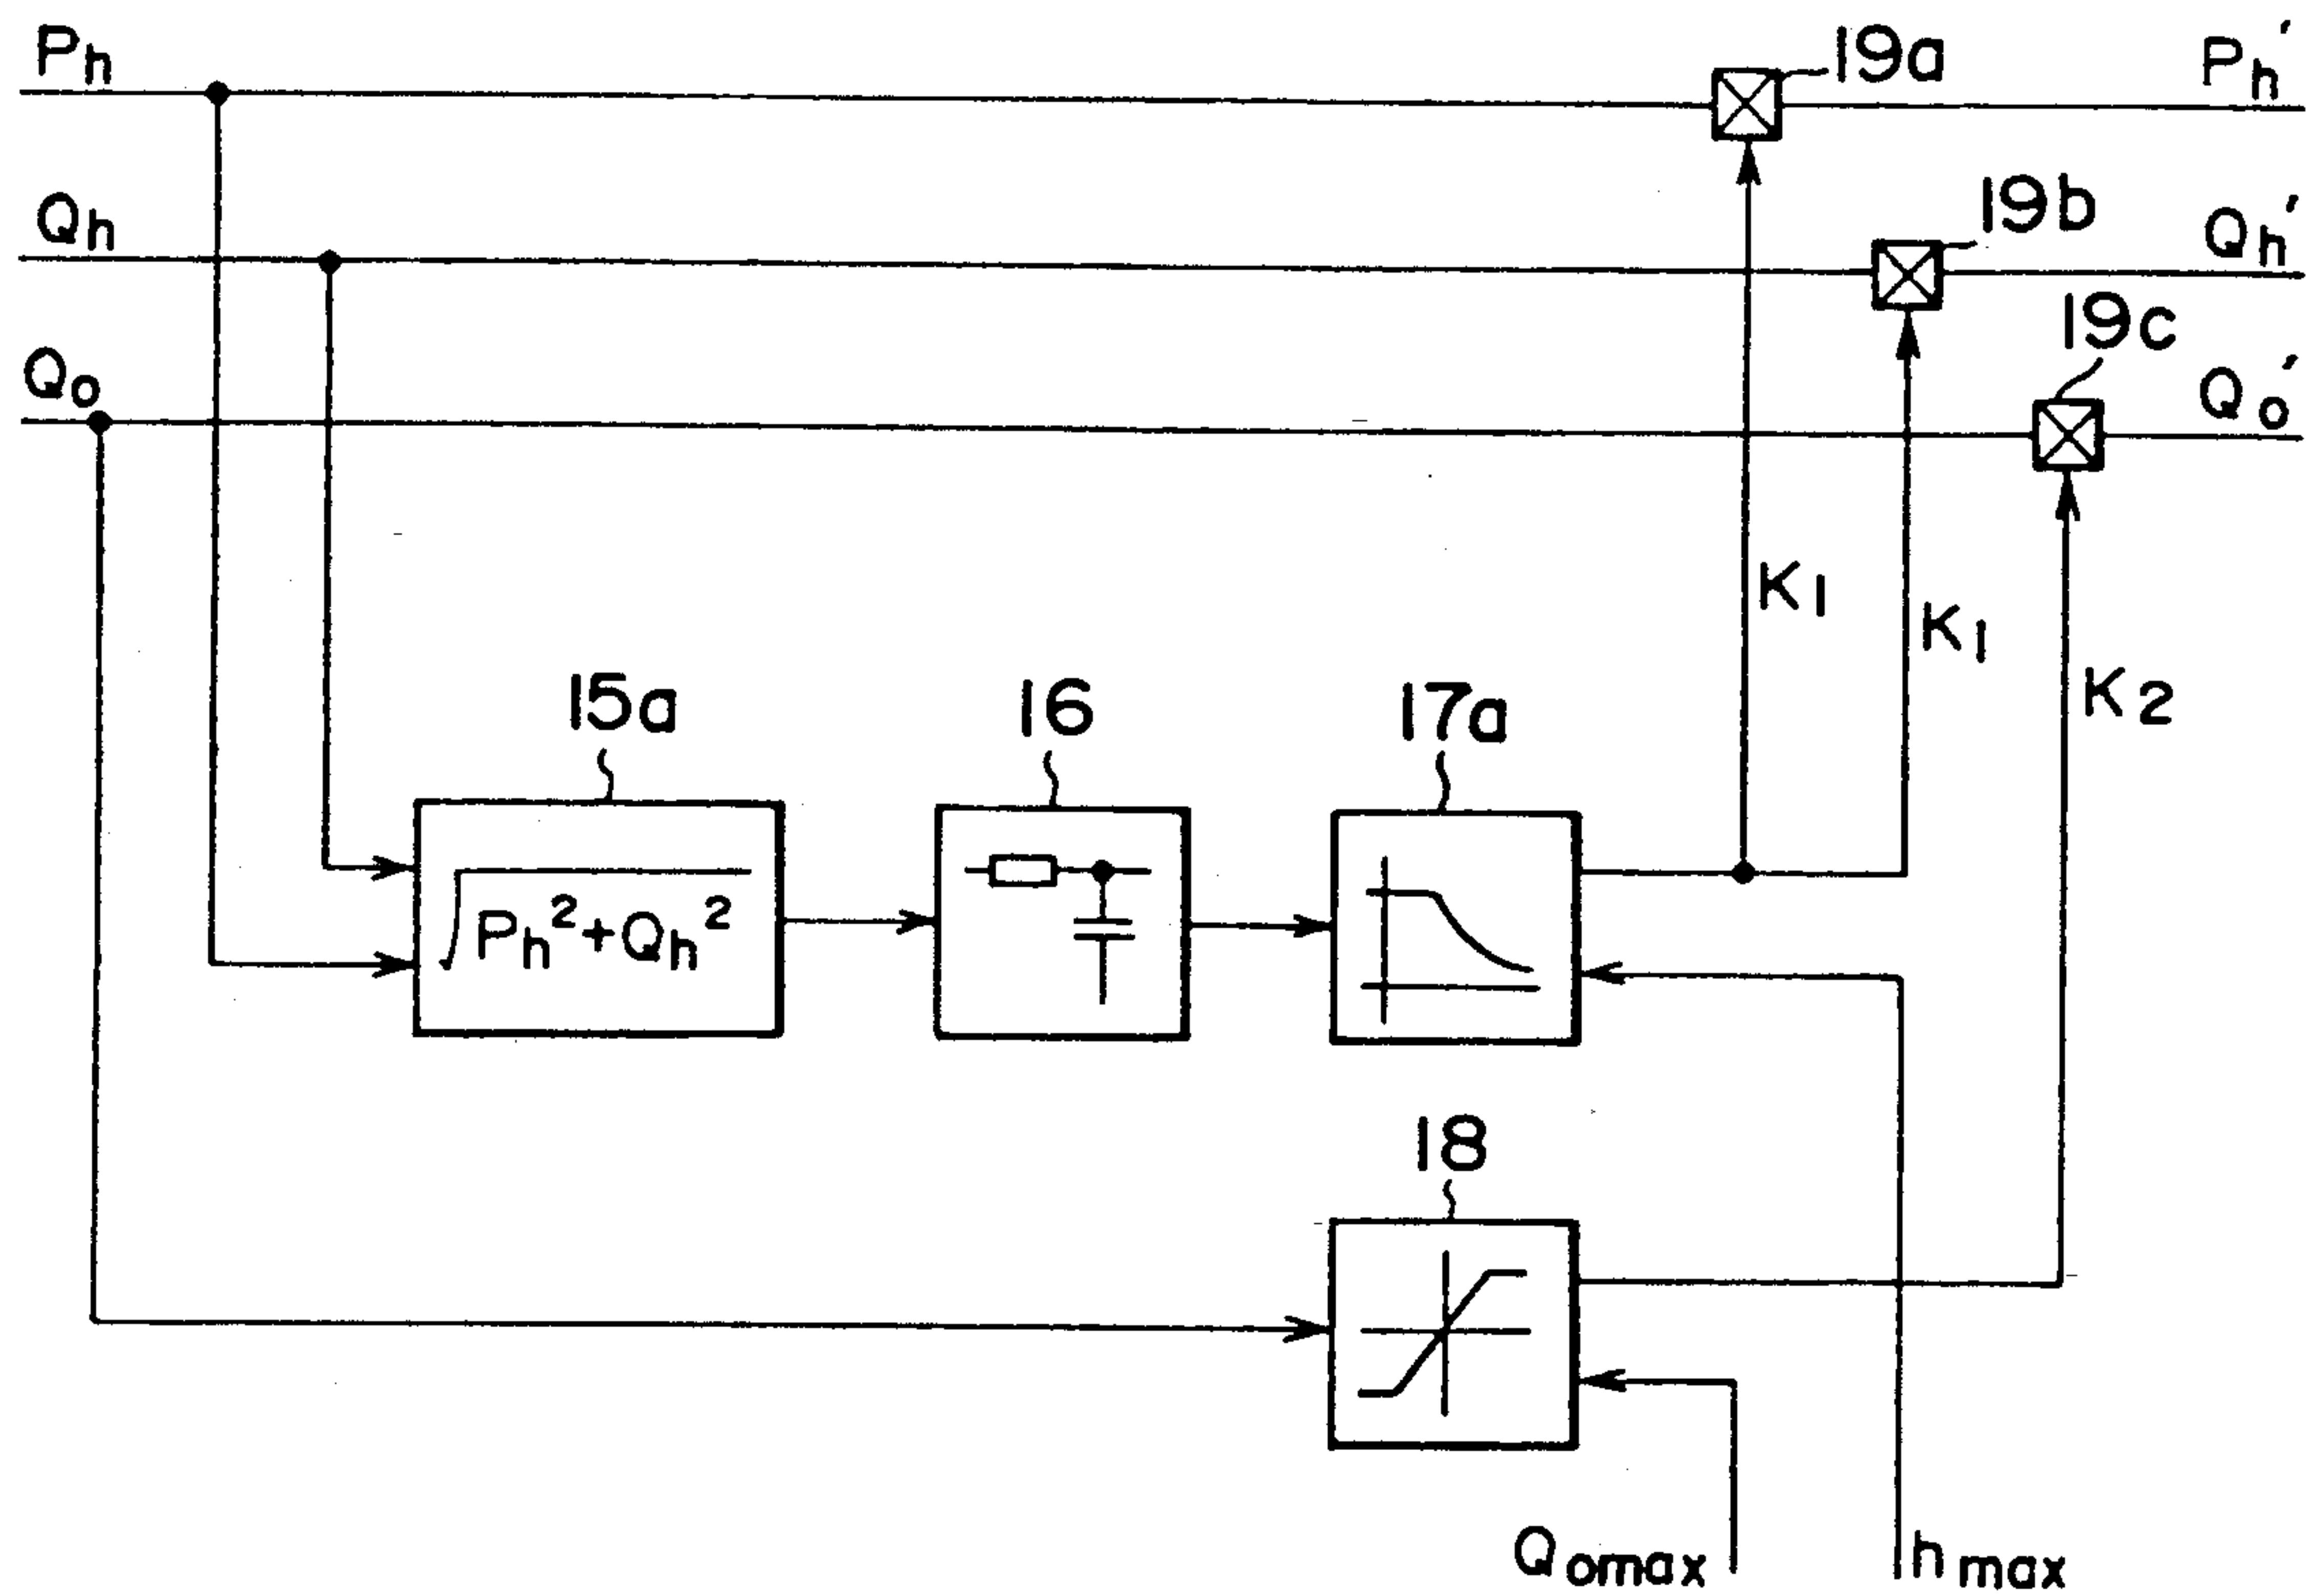 Ph
19a
Ph'
Qh
19b
Qh'
Qo
19c
Qo'
K1
K1
K2
15a
16
17a
√Ph²+Qh²
18
Qomax
hmax